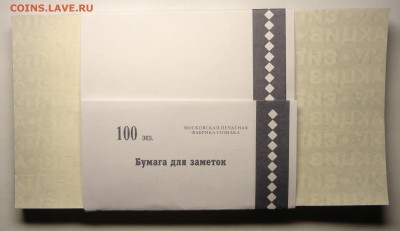 COINS.LAVE.RU
100 экз.
МОСКОВСКАЯ ПЕЧАТНАЯ
ФАБРИКА ГОЗНАКА
Бумага для заметок